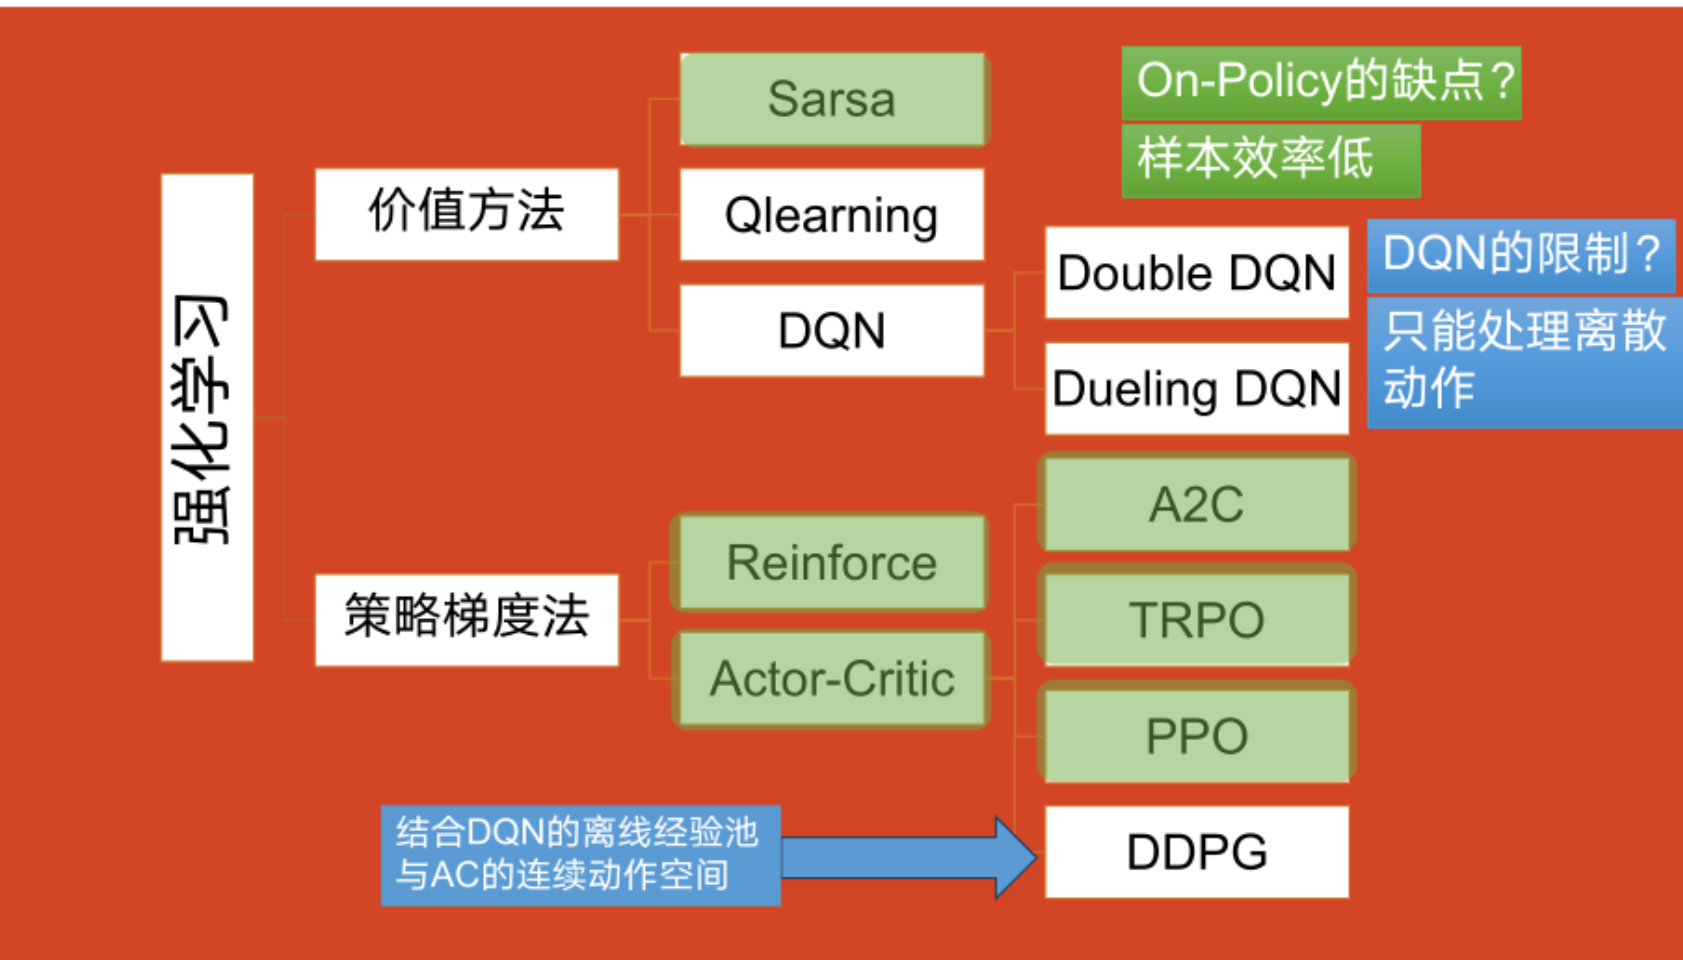 强化学习
价值方法
Sarsa
Qlearning
DQN
Double DQN
Dueling DQN
On-Policy的缺点？
样本效率低
DQN的限制？
只能处理离散
动作
策略梯度法
Reinforce
Actor-Critic
A2C
TRPO
PPO
DDPG
结合DQN的离线经验池
与AC的连续动作空间